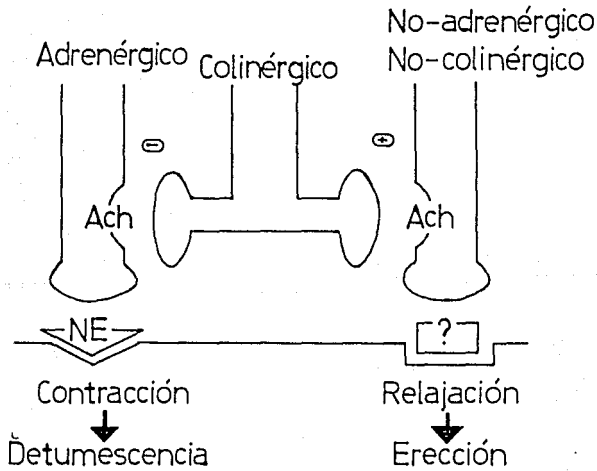 Adrenérgico
Colinérgico
No-adrenérgico
No-colinérgico
-
+
Ach
Ach
NE
?
Contracción
Relajación
Detumescencia
Erección